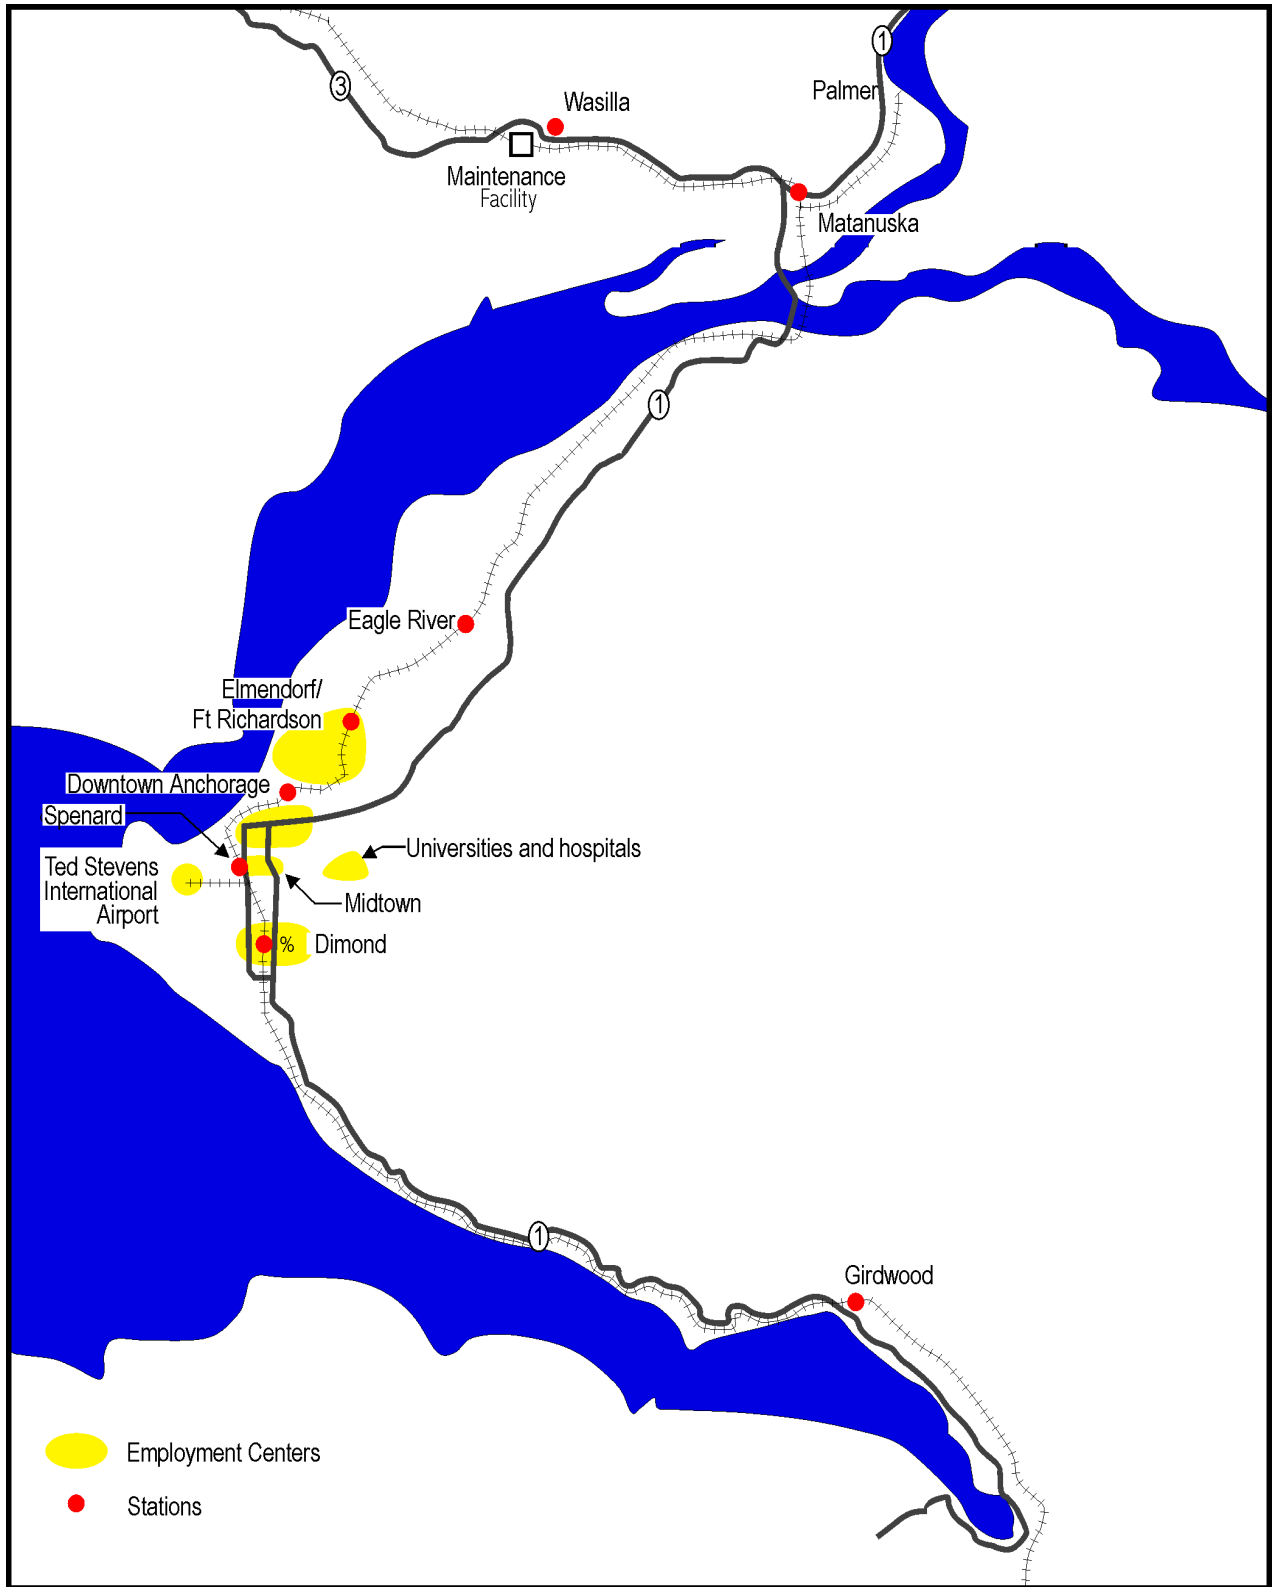 1
3
Palmer
Wasilla
Maintenance
Facility
Matanuska
1
Eagle River
Elmendorf/
Ft Richardson
Downtown Anchorage
Spenard
Universities and hospitals
Ted Stevens
International
Airport
Midtown
% Dimond
1
Girdwood
Employment Centers
Stations